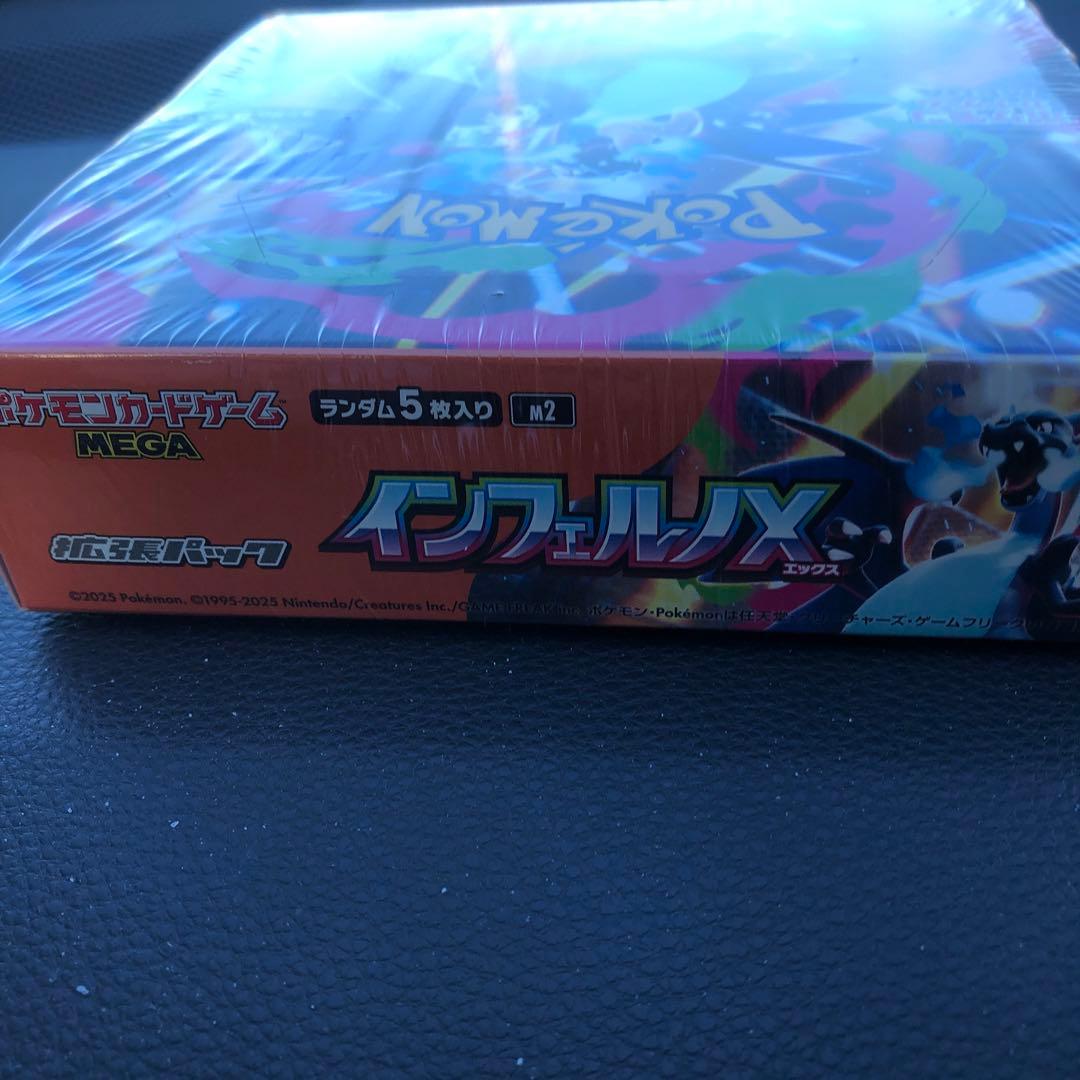 POKÉMON
ポケモンカードゲーム™
MEGA
ランダム5枚入り
M2
拡張パック
インフェルノX
エックス
©2025 Pokémon. ©1995-2025 Nintendo/Creatures Inc./GAME FREAK inc. ポケモン・Pokémonは任天堂・クリーチャーズ・ゲームフリークの